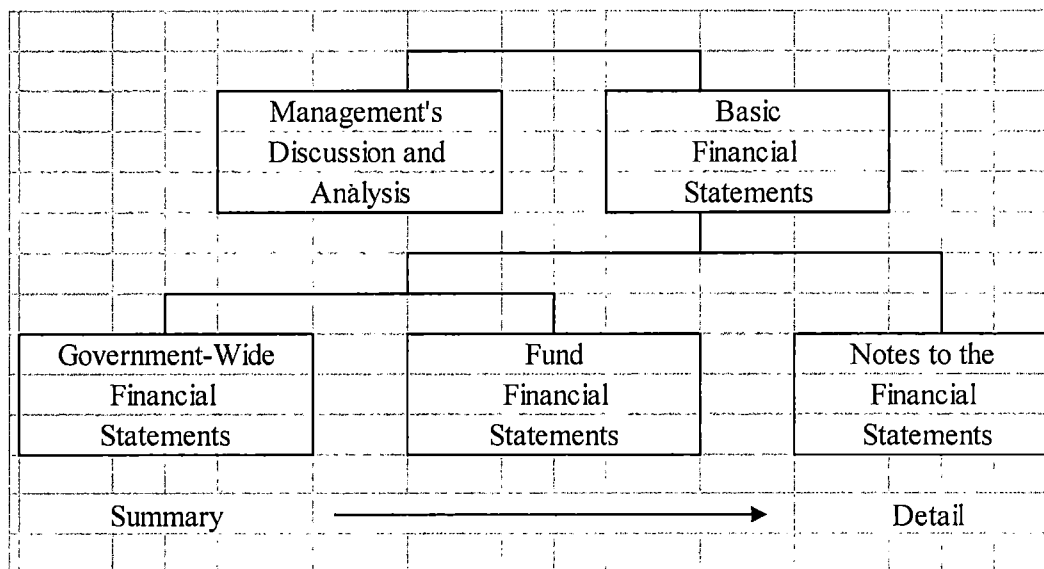 Management's
Discussion and
Analysis
Basic
Financial
Statements
Government-Wide
Financial
Statements
Fund
Financial
Statements
Notes to the
Financial
Statements
Summary
Detail